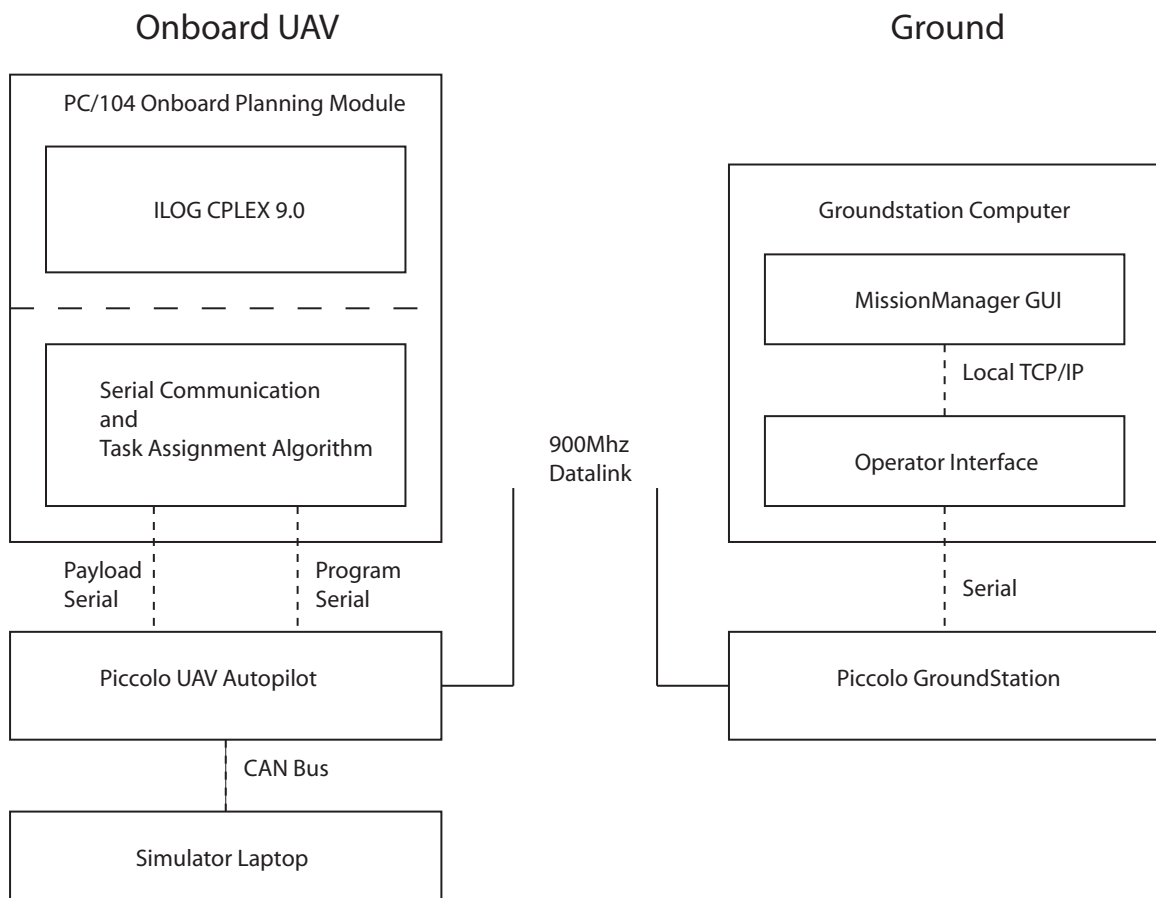 Onboard UAV
Ground
PC/104 Onboard Planning Module
ILOG CPLEX 9.0
Serial Communication
and
Task Assignment Algorithm
Payload
Serial
Program
Serial
Piccolo UAV Autopilot
CAN Bus
Simulator Laptop
900Mhz
Datalink
Groundstation Computer
MissionManager GUI
Local TCP/IP
Operator Interface
Serial
Piccolo GroundStation